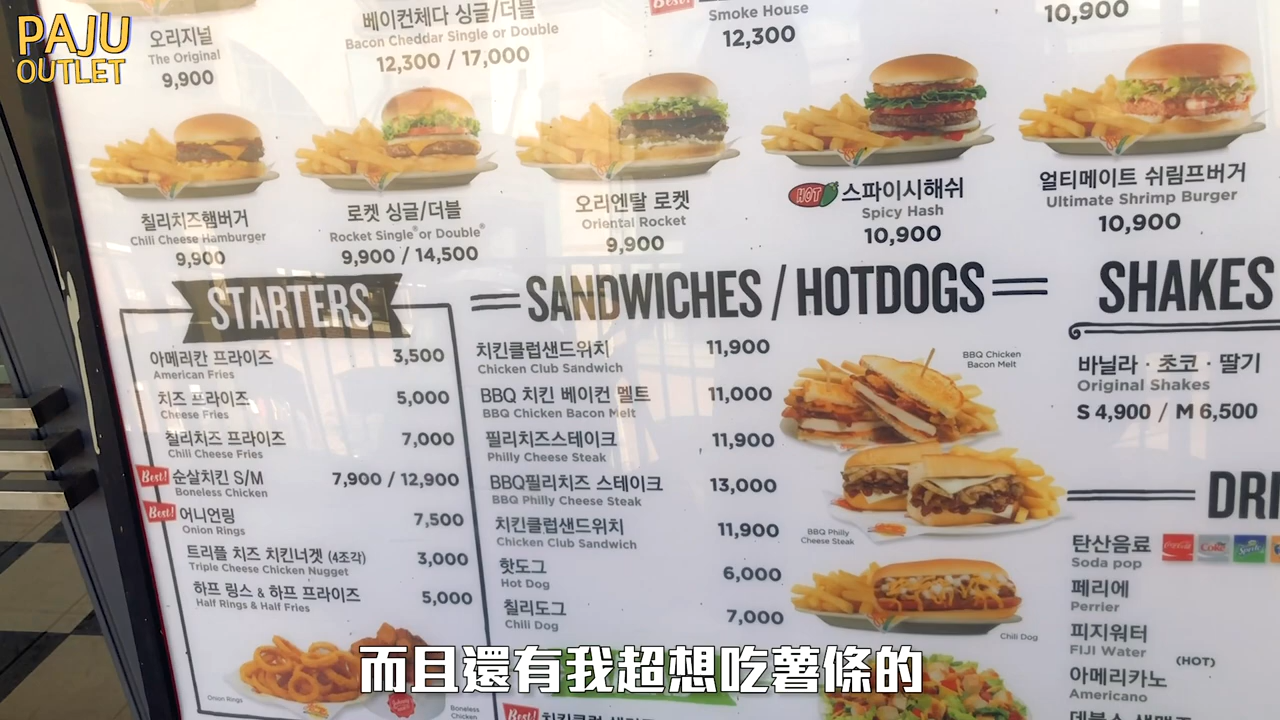 PAJU
OUTLET
오리지널
The Original
9,900
베이컨체다 싱글/더블
Bacon Cheddar Single or Double
12,300 / 17,000
Best!
Smoke House
12,300
10,900
칠리치즈햄버거
Chili Cheese Hamburger
9,900
로켓 싱글/더블
Rocket Single® or Double®
9,900 / 14,500
오리엔탈 로켓
Oriental Rocket
9,900
HOT 스파이시해쉬
Spicy Hash
10,900
얼티메이트 쉬림프버거
Ultimate Shrimp Burger
10,900
STARTERS
아메리칸 프라이즈 3,500
American Fries
치즈 프라이즈 5,000
Cheese Fries
칠리치즈 프라이즈 7,000
Chili Cheese Fries
Best! 순살치킨 S/M 7,900 / 12,900
Boneless Chicken
Best! 어니언링 7,500
Onion Rings
트리플 치즈 치킨너겟 (4조각) 3,000
Triple Cheese Chicken Nugget
하프 링스 & 하프 프라이즈 5,000
Half Rings & Half Fries
Onion Rings
Boneless
Chicken
SANDWICHES / HOTDOGS
치킨클럽샌드위치 11,900
Chicken Club Sandwich
BBQ 치킨 베이컨 멜트 11,000
BBQ Chicken Bacon Melt
필리치즈스테이크 11,900
Philly Cheese Steak
BBQ필리치즈 스테이크 13,000
BBQ Philly Cheese Steak
치킨클럽샌드위치 11,900
Chicken Club Sandwich
핫도그 6,000
Hot Dog
칠리도그 7,000
Chili Dog
BBQ Chicken
Bacon Melt
BBQ Philly
Cheese Steak
Chili Dog
Best!
SHAKES
바닐라 · 초코 · 딸기
Original Shakes
S 4,900 / M 6,500
DRI
탄산음료
Soda pop
Coca-Cola Coke Sprite
페리에
Perrier
피지워터
FIJI Water
아메리카노 (HOT)
Americano
而且還有我超想吃薯條的